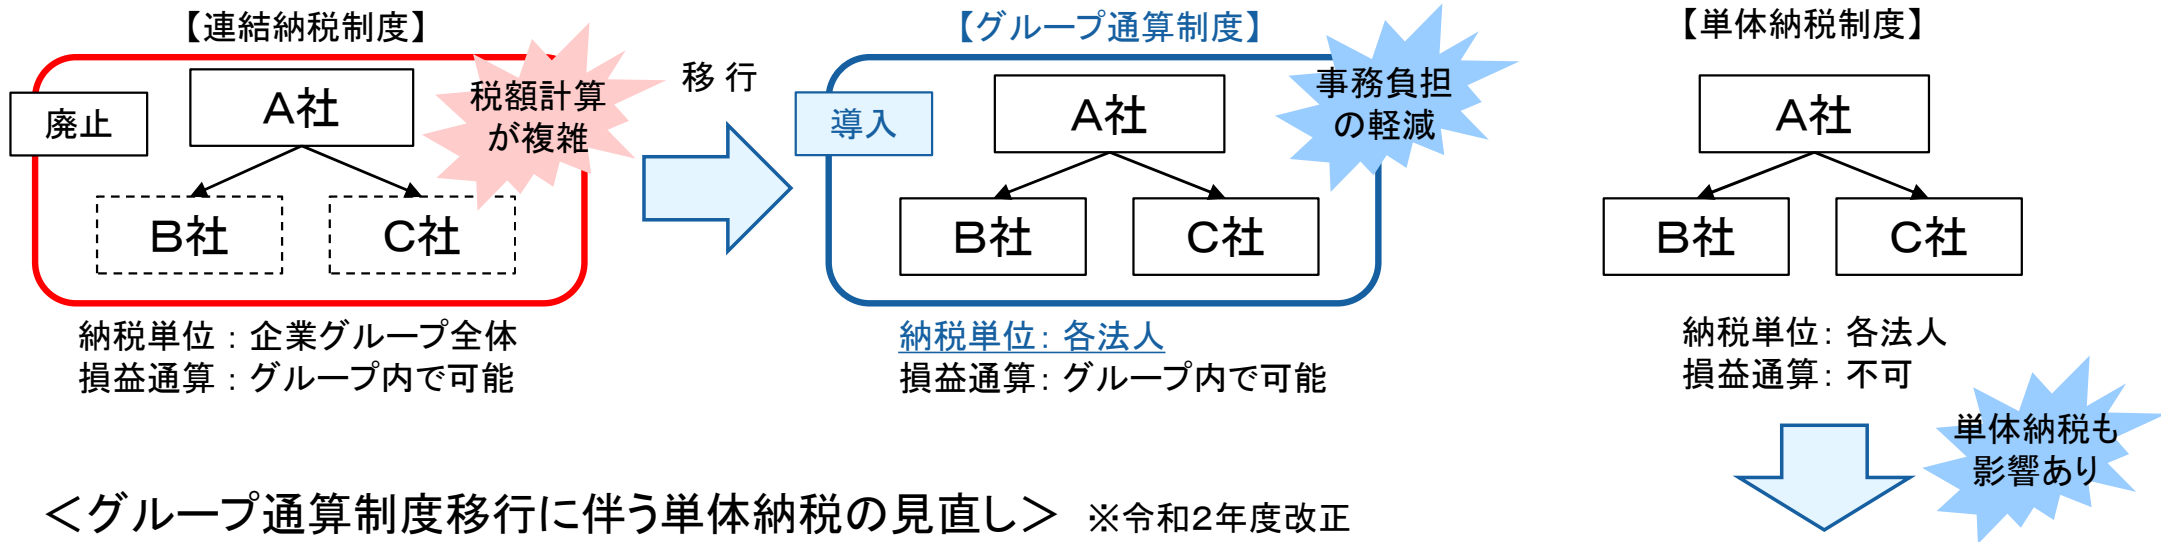 【連結納税制度】
廃止
A社
税額計算
が複雑
B社
C社
納税単位：企業グループ全体
損益通算：グループ内で可能
移 行
【グループ通算制度】
導入
A社
事務負担
の軽減
B社
C社
納税単位：各法人
損益通算：グループ内で可能
【単体納税制度】
A社
B社
C社
納税単位：各法人
損益通算：不可
単体納税も
影響あり
＜グループ通算制度移行に伴う単体納税の見直し＞ ※令和２年度改正